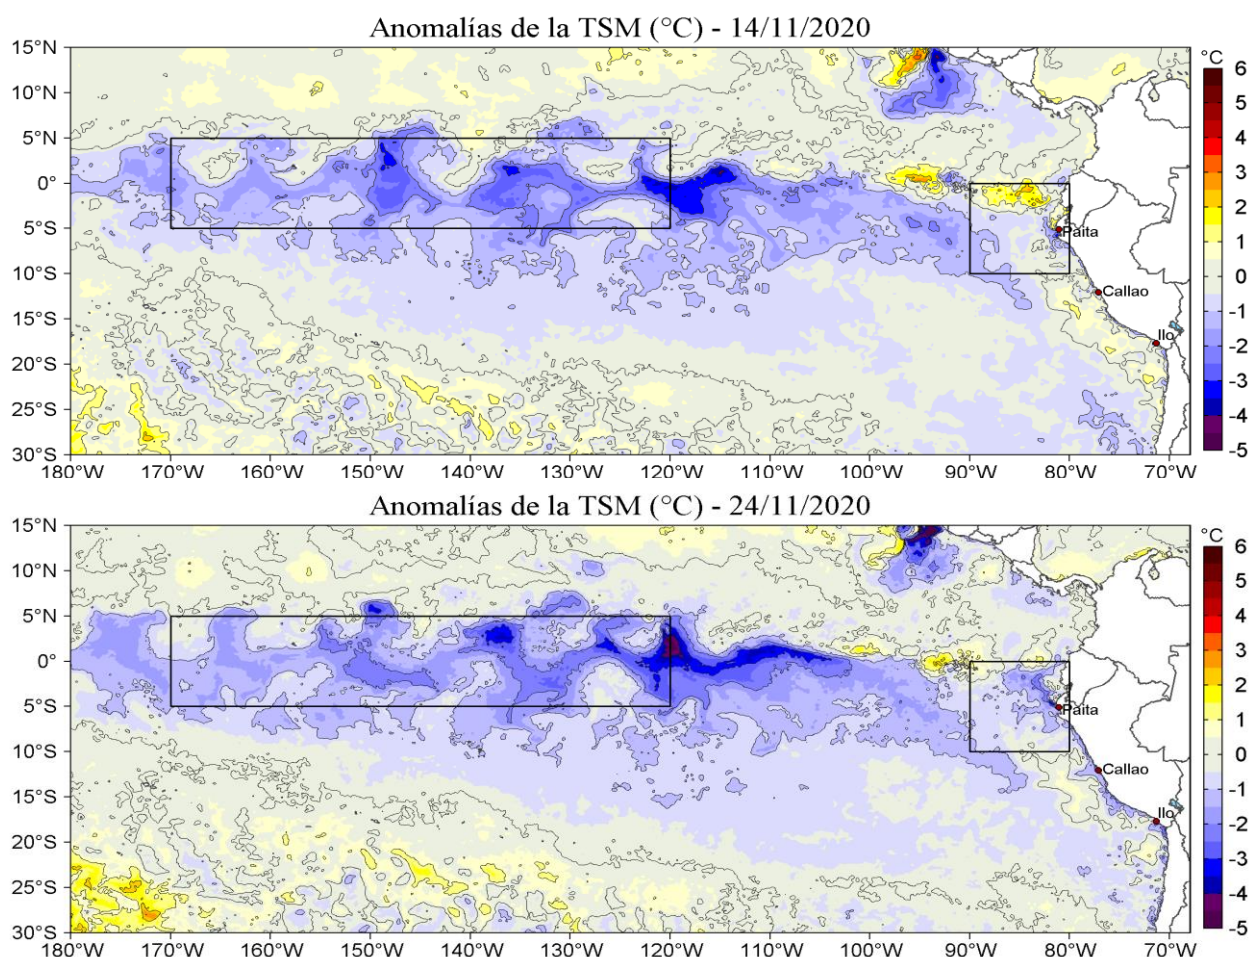 Anomalías de la TSM (°C) - 14/11/2020
15°N
10°N
5°N
0°
5°S
10°S
15°S
20°S
25°S
30°S
180°W 170°W 160°W 150°W 140°W 130°W 120°W 110°W 100°W 90°W 80°W 70°W
Paita
Callao
Ilo
°C
6
5
4
3
2
1
0
-1
-2
-3
-4
-5
Anomalías de la TSM (°C) - 24/11/2020
15°N
10°N
5°N
0°
5°S
10°S
15°S
20°S
25°S
30°S
180°W 170°W 160°W 150°W 140°W 130°W 120°W 110°W 100°W 90°W 80°W 70°W
Paita
Callao
Ilo
°C
6
5
4
3
2
1
0
-1
-2
-3
-4
-5